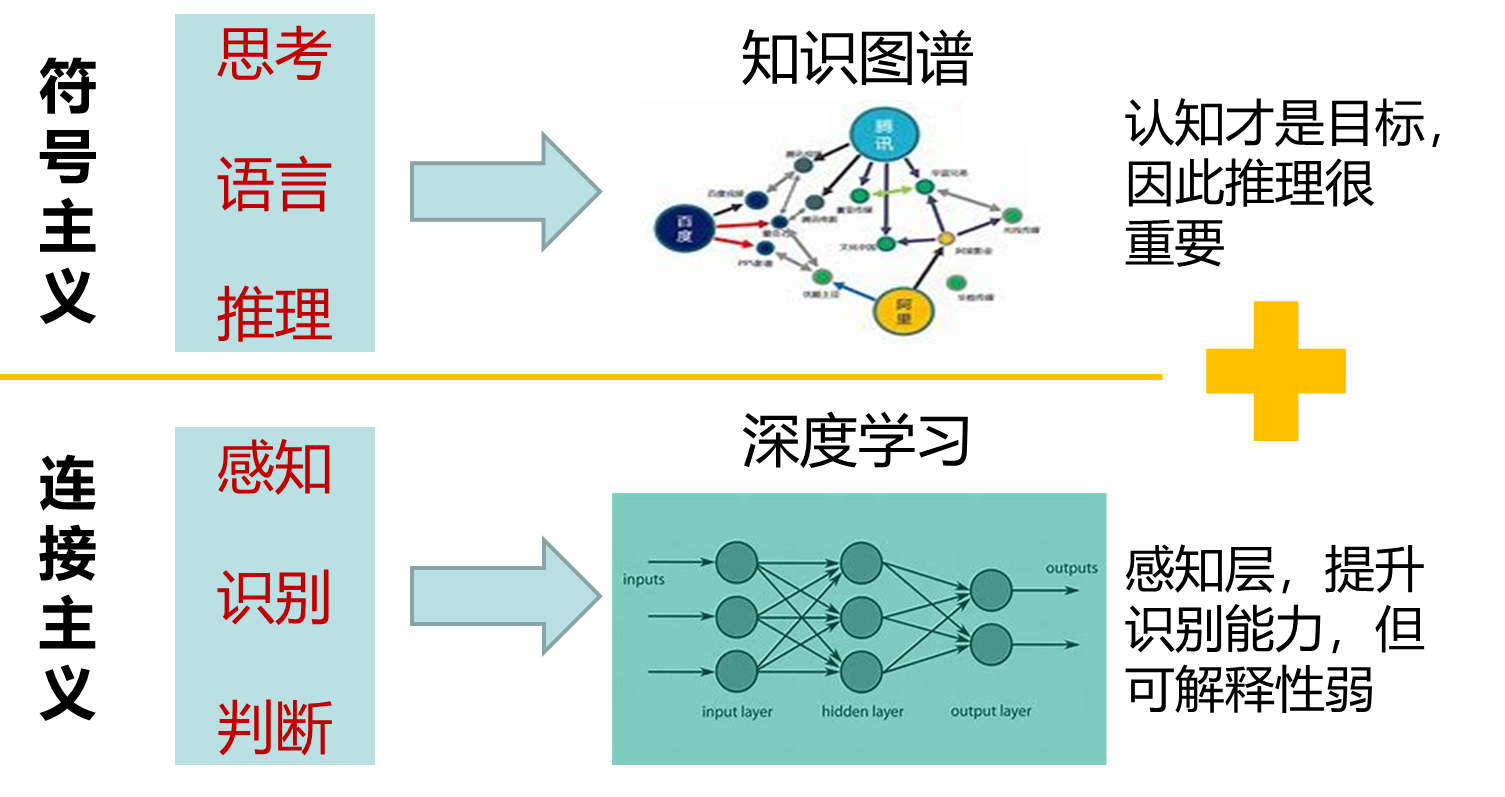 符号主义
思考
语言
推理
知识图谱
腾讯
百度
阿里
认知才是目标，
因此推理很
重要
连接主义
感知
识别
判断
深度学习
inputs
outputs
input layer
hidden layer
output layer
感知层，提升
识别能力，但
可解释性弱